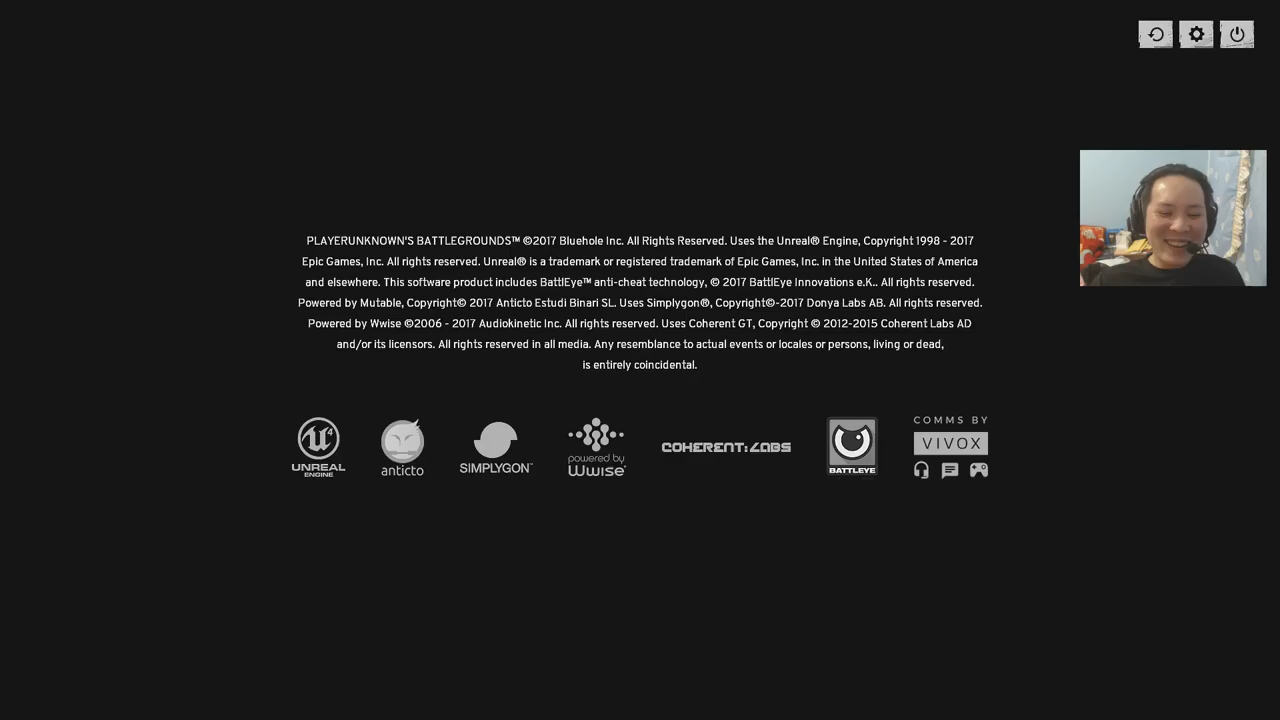 PLAYERUNKNOWN'S BATTLEGROUNDS™ ©2017 Bluehole Inc. All Rights Reserved. Uses the Unreal® Engine, Copyright 1998 - 2017
Epic Games, Inc. All rights reserved. Unreal® is a trademark or registered trademark of Epic Games, Inc. in the United States of America
and elsewhere. This software product includes BattlEye™ anti-cheat technology, © 2017 BattlEye Innovations e.K.. All rights reserved.
Powered by Mutable, Copyright© 2017 Anticto Estudi Binari SL. Uses Simplygon®, Copyright©-2017 Donya Labs AB. All rights reserved.
Powered by Wwise ©2006 - 2017 Audiokinetic Inc. All rights reserved. Uses Coherent GT, Copyright © 2012-2015 Coherent Labs AD
and/or its licensors. All rights reserved in all media. Any resemblance to actual events or locales or persons, living or dead,
is entirely coincidental.
4
UNREAL
ENGINE
anticto
SIMPLYGON™
powered by
Wwise®
COHERENT:LABS
BATTLEYE
COMMS BY
VIVOX